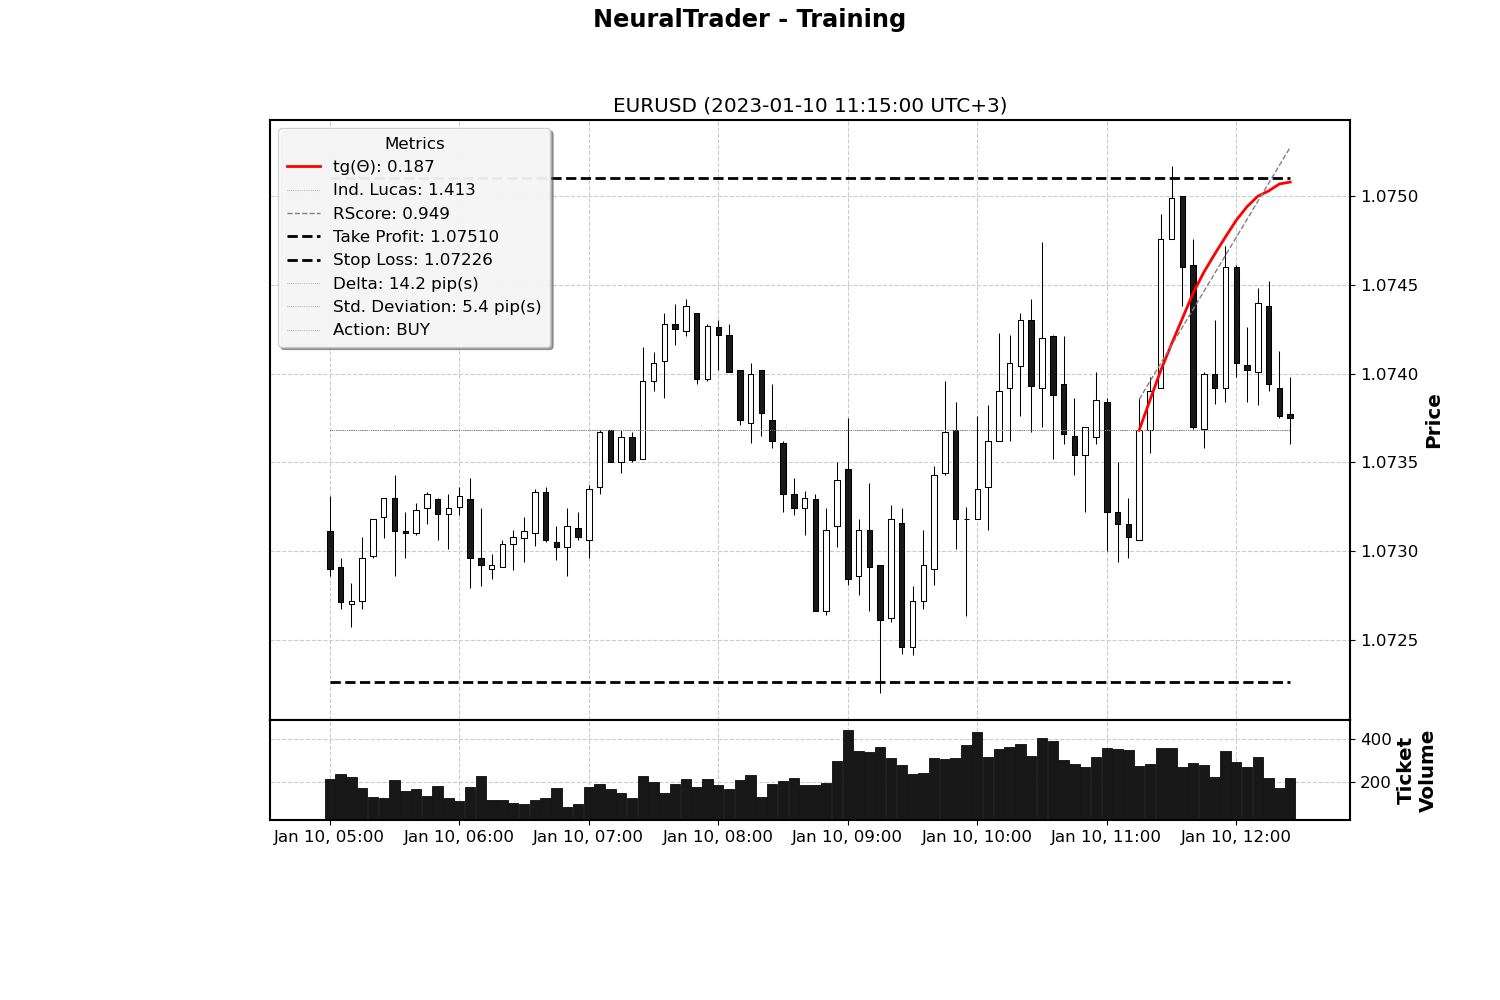 NeuralTrader - Training
EURUSD (2023-01-10 11:15:00 UTC+3)
Metrics
tg(Θ): 0.187
Ind. Lucas: 1.413
RScore: 0.949
Take Profit: 1.07510
Stop Loss: 1.07226
Delta: 14.2 pip(s)
Std. Deviation: 5.4 pip(s)
Action: BUY
1.0750
1.0745
1.0740
1.0735
1.0730
1.0725
Price
400
200
Ticket
Volume
Jan 10, 05:00
Jan 10, 06:00
Jan 10, 07:00
Jan 10, 08:00
Jan 10, 09:00
Jan 10, 10:00
Jan 10, 11:00
Jan 10, 12:00